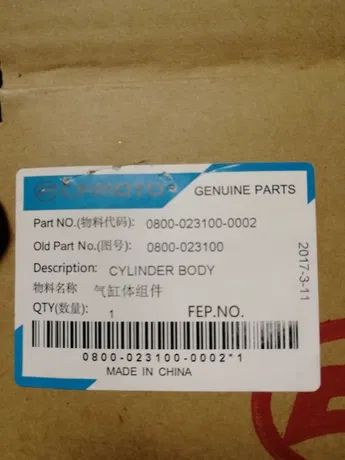 CFMOTO®
GENUINE PARTS
Part NO.(物料代码): 0800-023100-0002
Old Part No.(图号): 0800-023100
Description: CYLINDER BODY
物料名称 气缸体组件
QTY(数量): 1 FEP.NO.
2017-3-11
0800-023100-0002*1
MADE IN CHINA